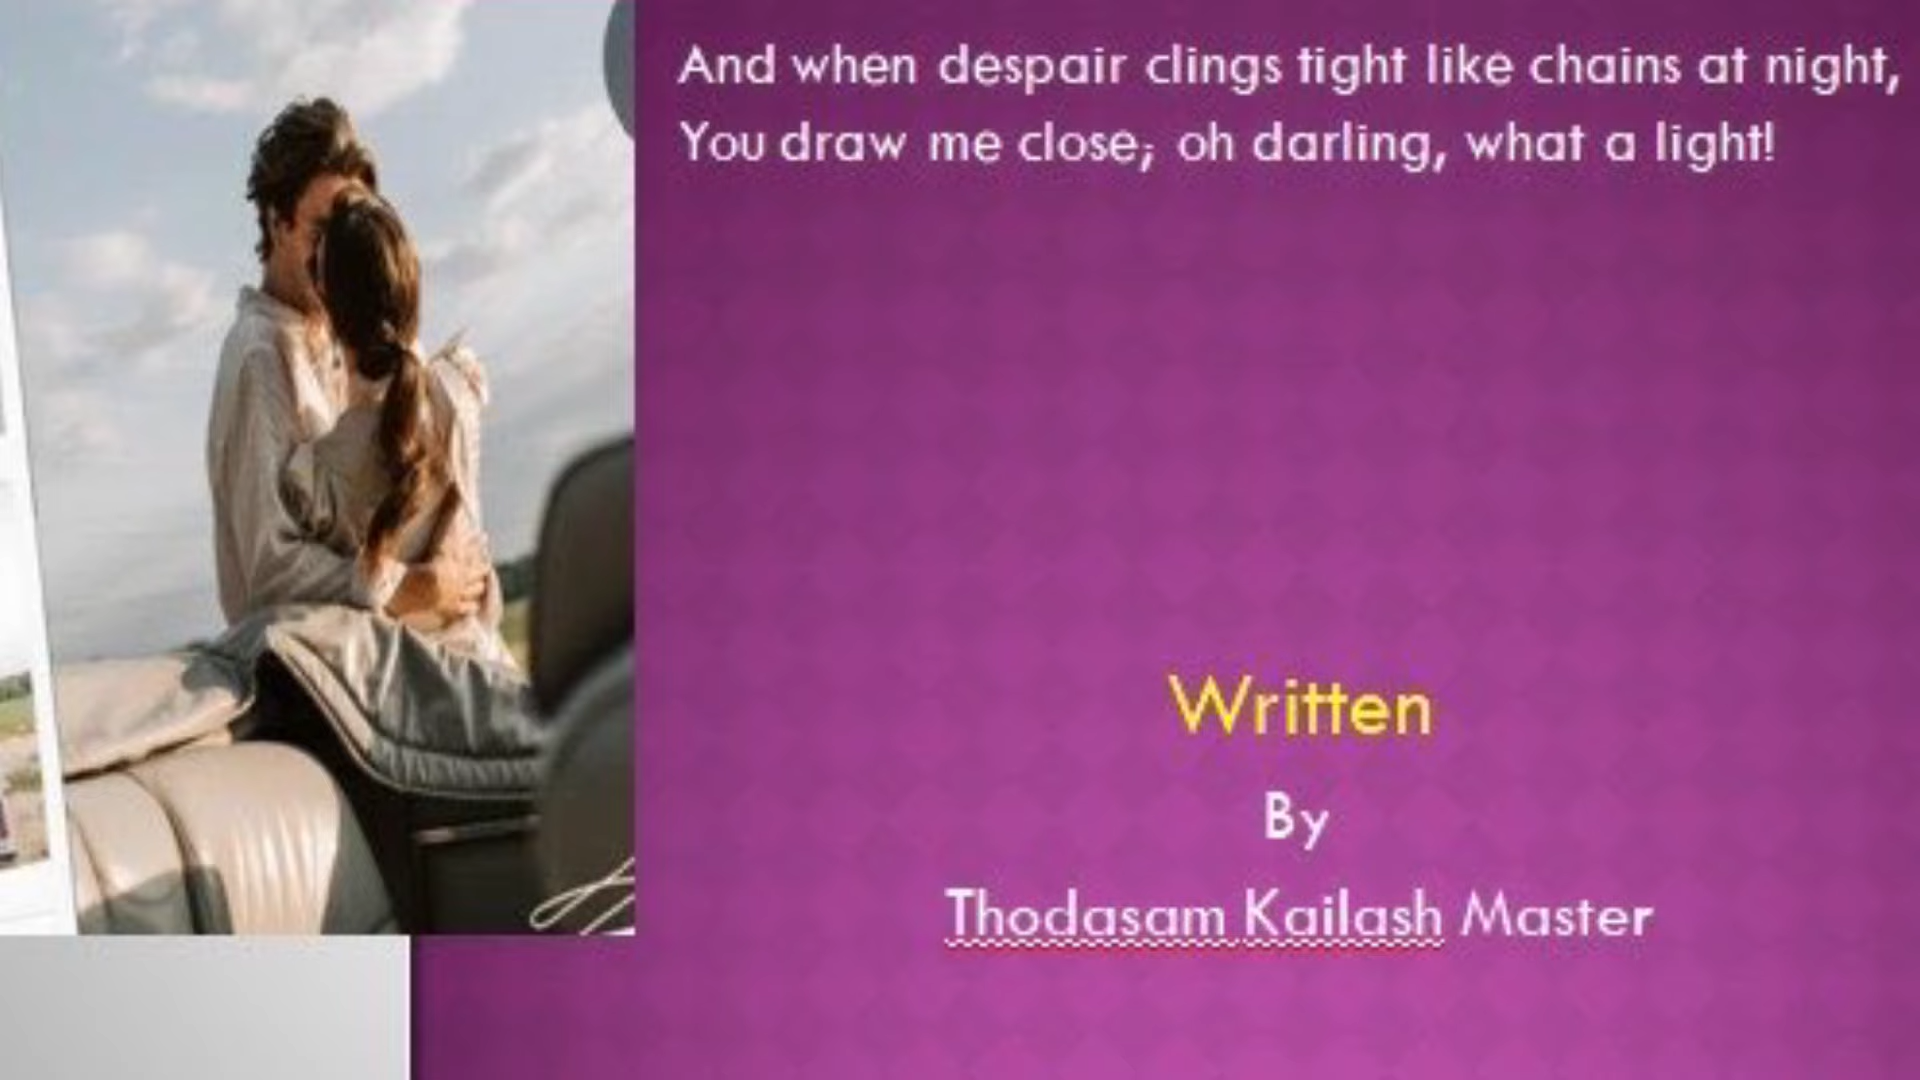 And when despair clings tight like chains at night,
You draw me close; oh darling, what a light!
Written
By
Thodasam Kailash Master